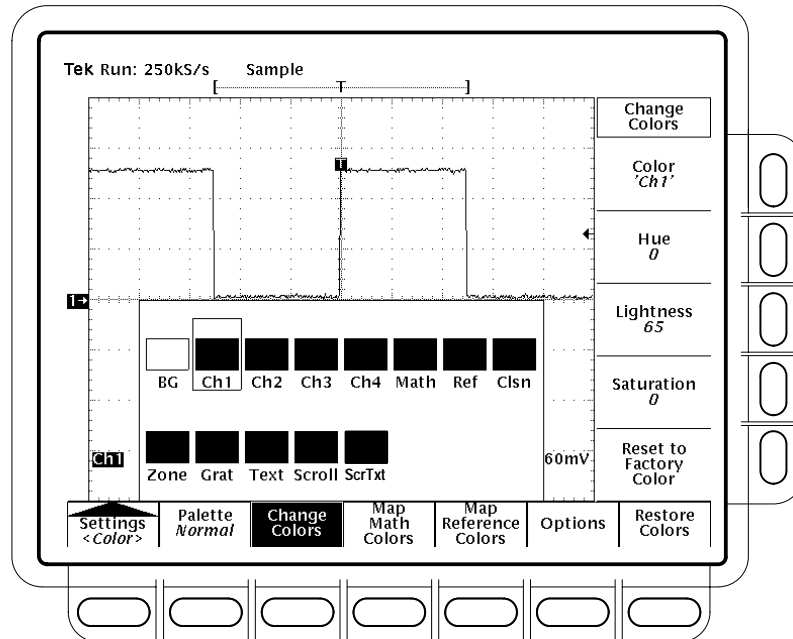 Tek Run: 250kS/s Sample
[ T ]
T
1→
Change
Colors
Color
'Ch1'
Hue
0
Lightness
65
Saturation
0
Reset to
Factory
Color
BG Ch1 Ch2 Ch3 Ch4 Math Ref Clsn
Zone Grat Text Scroll ScrTxt
Ch1
60mV
Settings
<Color>
Palette
Normal
Change
Colors
Map
Math
Colors
Map
Reference
Colors
Options
Restore
Colors